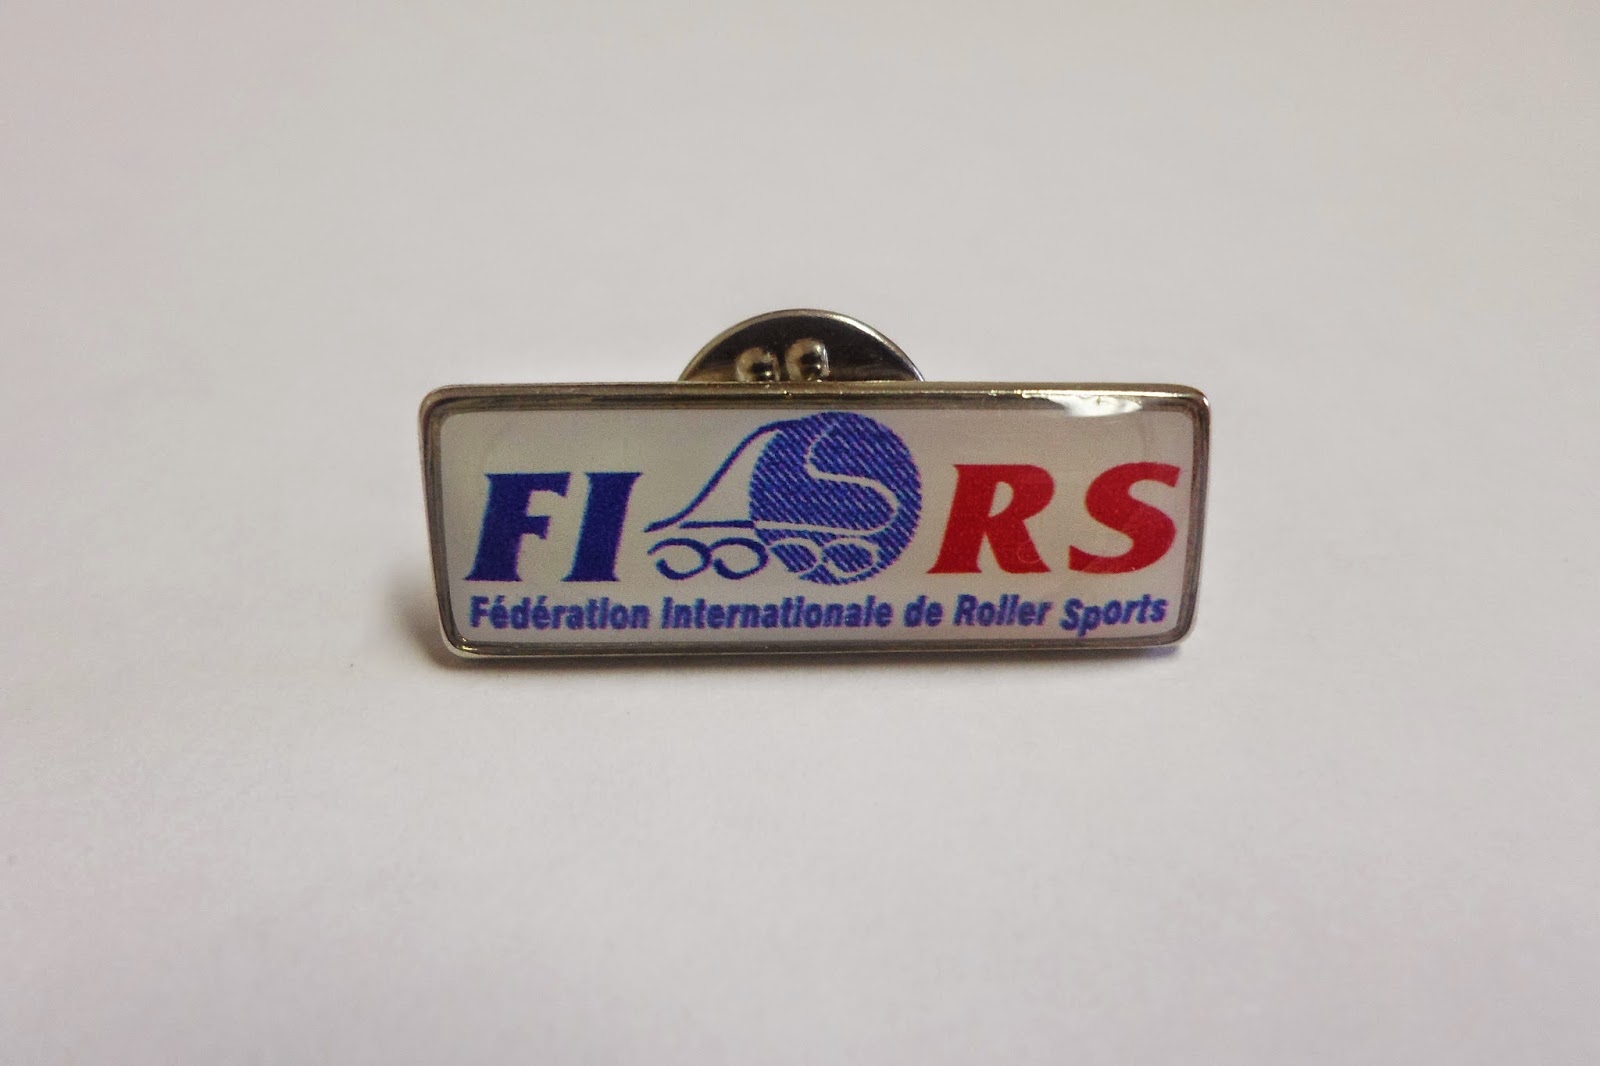 FI RS
Fédération Internationale de Roller Sports